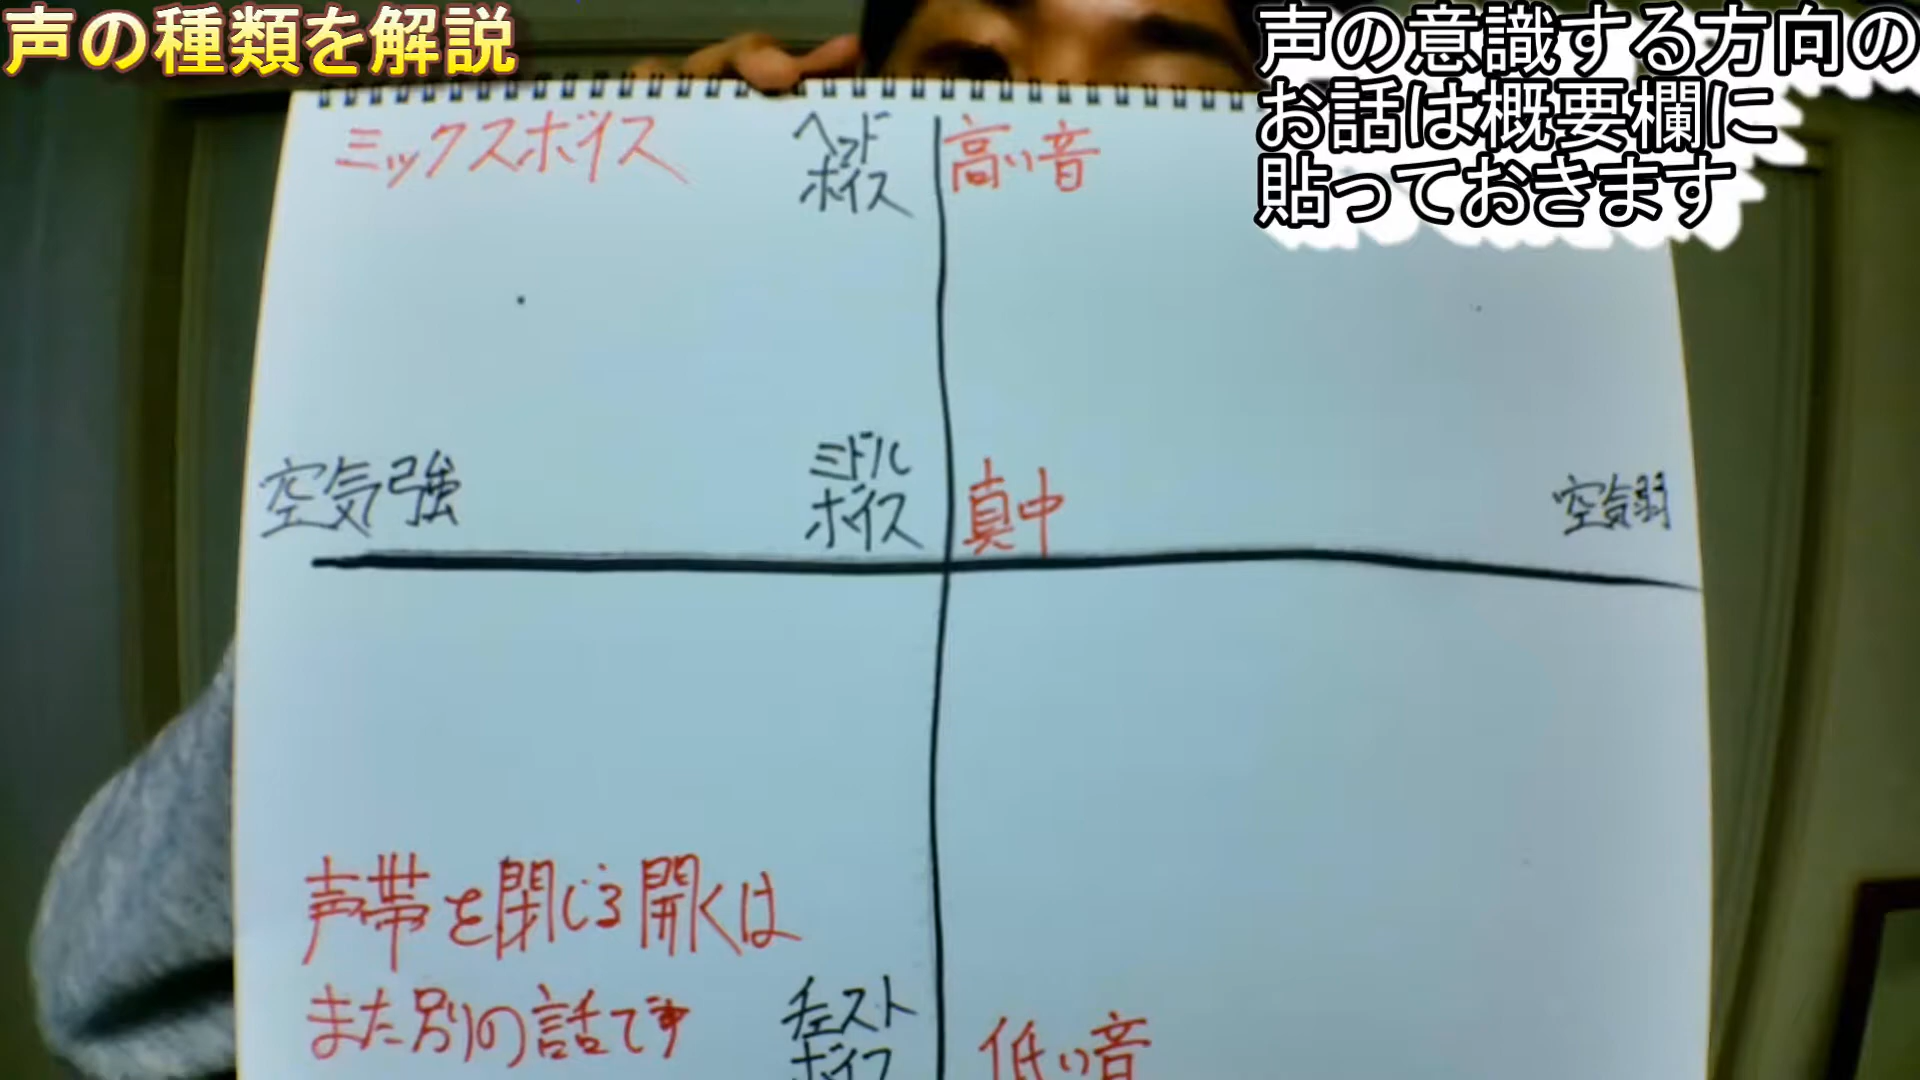 声の種類を解説
声の意識する方向の
お話は概要欄に
貼っておきます
ミックスボイス
ヘッド
ボイス
高い音
空気強
ミドル
ボイス
真中
空気弱
声帯を閉じる開くは
また別の話です
チェスト
ボイス
低い音